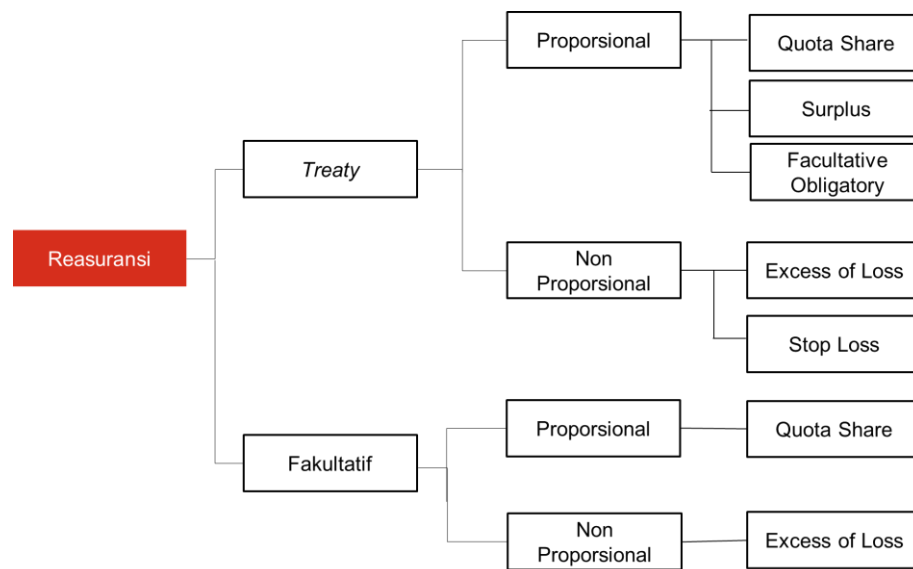 Reasuransi
Treaty
Proporsional
Quota Share
Surplus
Facultative
Obligatory
Non
Proporsional
Excess of Loss
Stop Loss
Fakultatif
Proporsional
Quota Share
Non
Proporsional
Excess of Loss